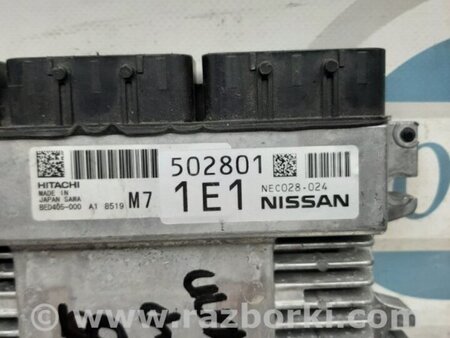 502801
HITACHI
MADE IN
JAPAN SAWA
BED406-000 A1 8519
M7
1E1
NEC028-024
NISSAN
www.razborki.com